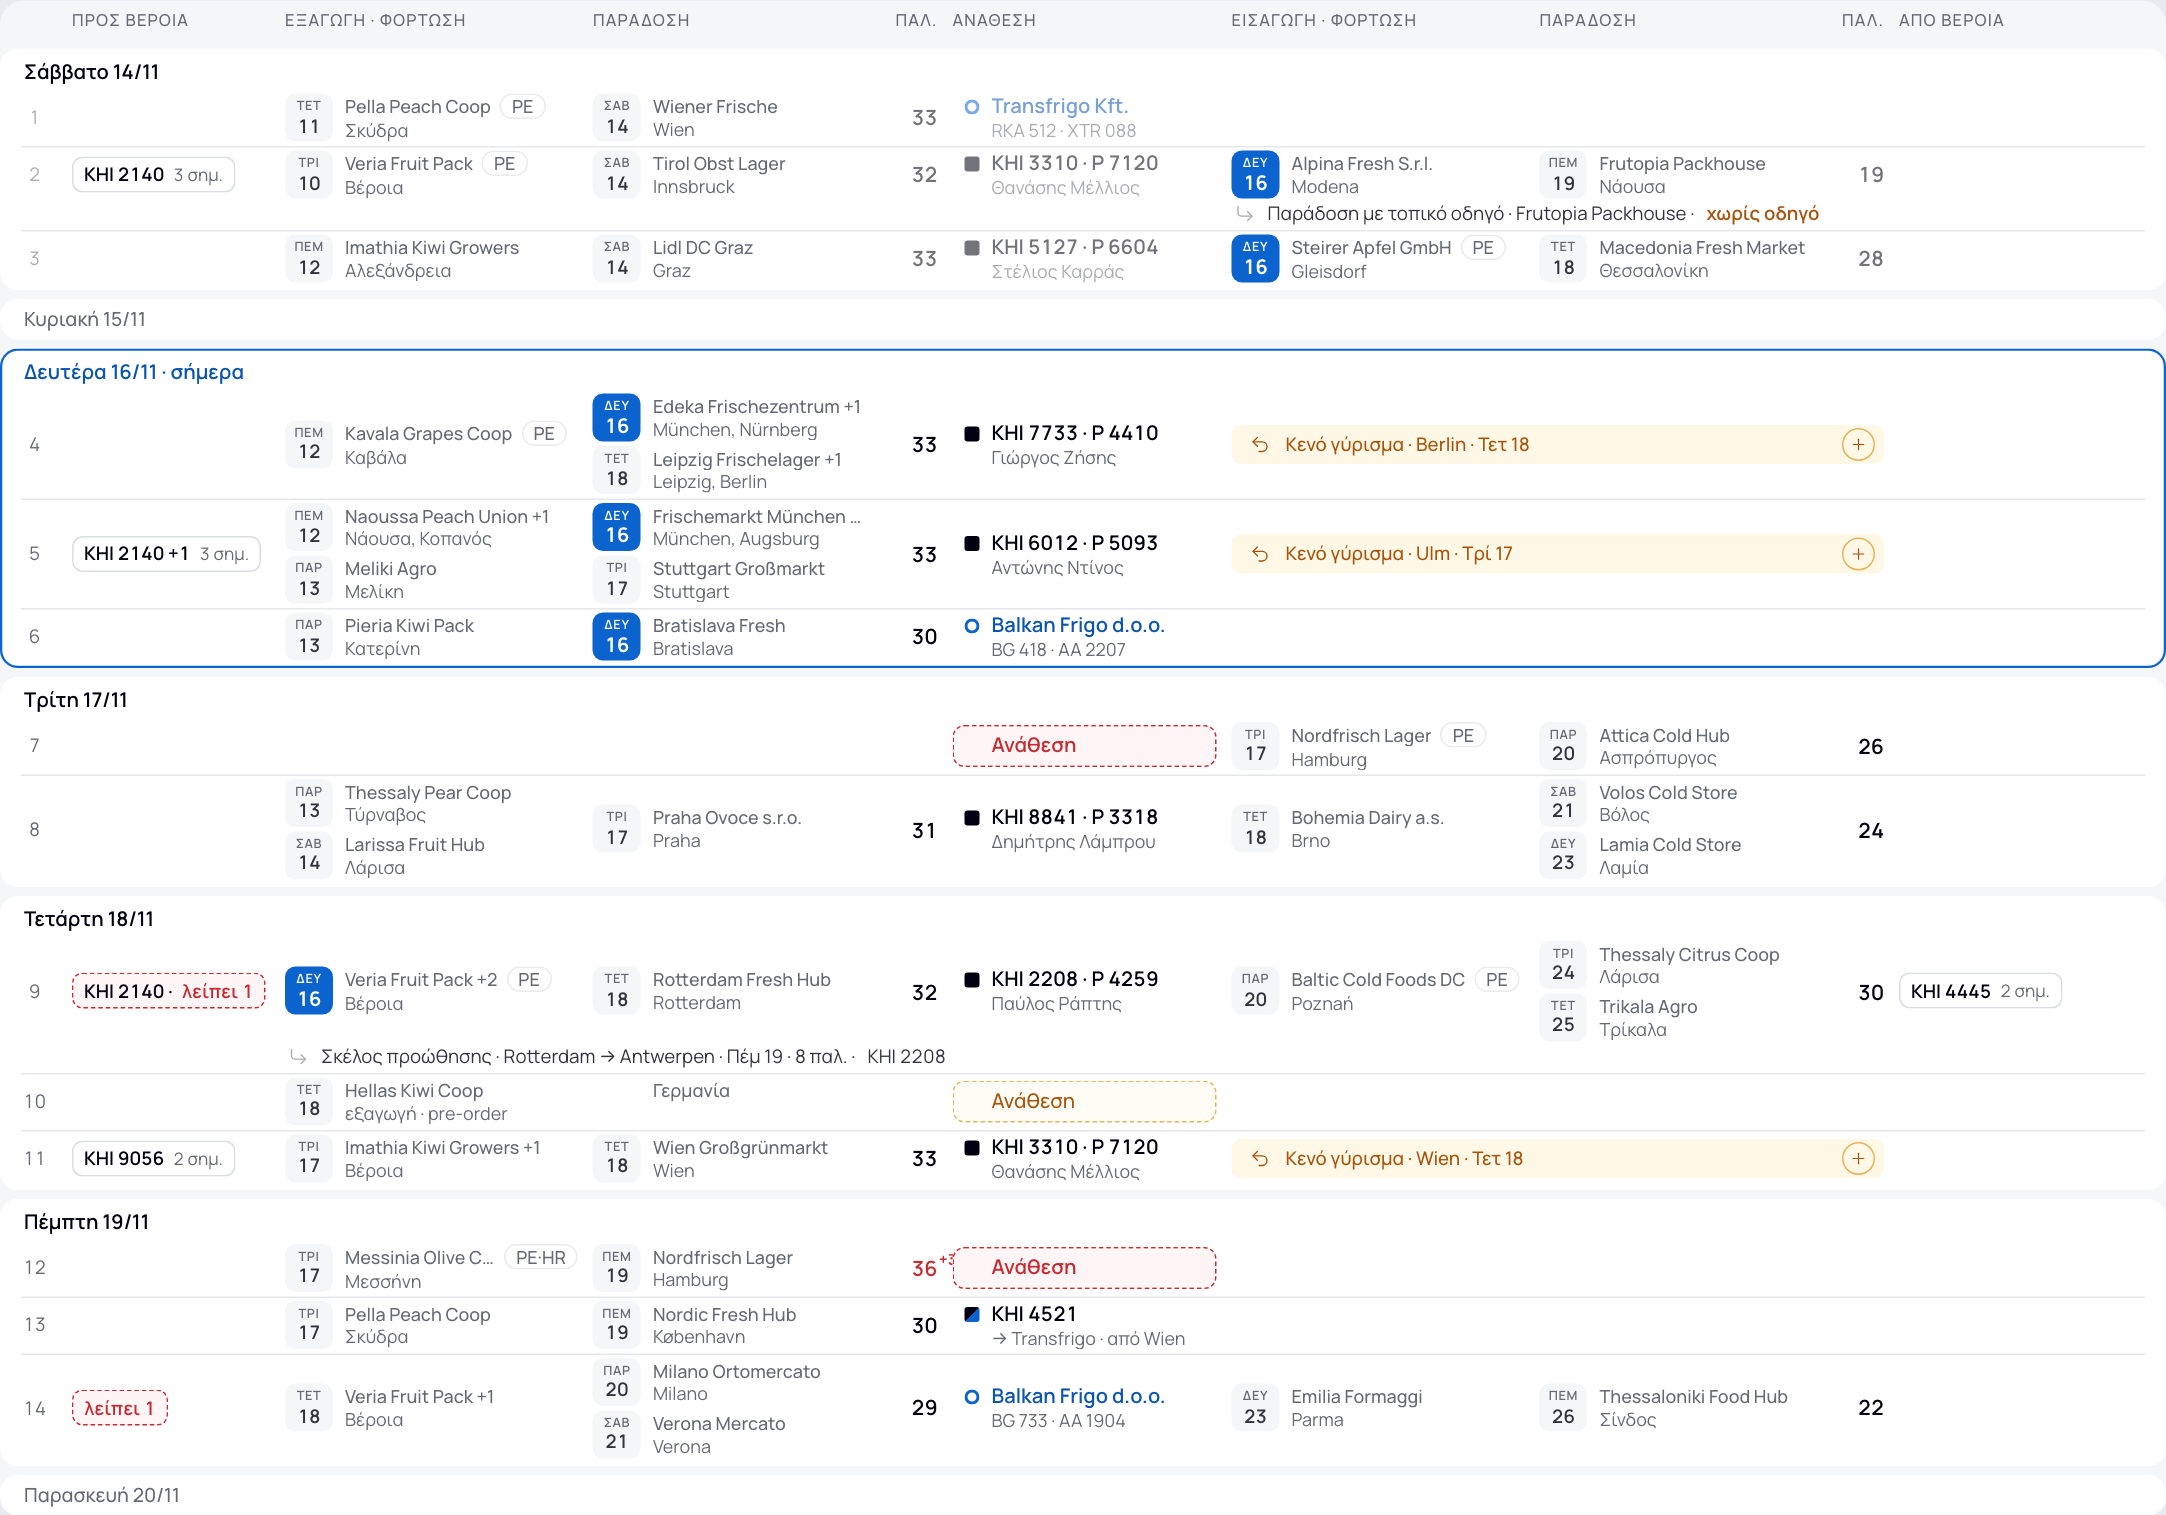 ΠΡΟΣ ΒΕΡΟΙΑ ΕΞΑΓΩΓΗ · ΦΟΡΤΩΣΗ ΠΑΡΑΔΟΣΗ ΠΑΛ. ΑΝΑΘΕΣΗ ΕΙΣΑΓΩΓΗ · ΦΟΡΤΩΣΗ ΠΑΡΑΔΟΣΗ ΠΑΛ. ΑΠΟ ΒΕΡΟΙΑ
Σάββατο 14/11
1 ΤΕΤ 11 Pella Peach Coop PE ΣΑΒ 14 Wiener Frische 33 Transfrigo Kft.
Σκύδρα Wien RKA 512 · XTR 088
2 KHI 2140 3 σημ. ΤΡΙ 10 Veria Fruit Pack PE ΣΑΒ 14 Tirol Obst Lager 32 KHI 3310 · P 7120 ΔΕΥ 16 Alpina Fresh S.r.l. ΠΕΜ 19 Frutopia Packhouse 19
Βέροια Innsbruck Θανάσης Μέλλιος Modena Νάουσα
Παράδοση με τοπικό οδηγό · Frutopia Packhouse · χωρίς οδηγό
3 ΠΕΜ 12 Imathia Kiwi Growers ΣΑΒ 14 Lidl DC Graz 33 KHI 5127 · P 6604 ΔΕΥ 16 Steirer Apfel GmbH PE ΤΕΤ 18 Macedonia Fresh Market 28
Αλεξάνδρεια Graz Στέλιος Καρράς Gleisdorf Θεσσαλονίκη
Κυριακή 15/11
Δευτέρα 16/11 · σήμερα
4 ΠΕΜ 12 Kavala Grapes Coop PE ΔΕΥ 16 Edeka Frischezentrum +1 33 KHI 7733 · P 4410 Κενό γύρισμα · Berlin · Τετ 18 +
Καβάλα München, Nürnberg Γιώργος Ζήσης
ΤΕΤ 18 Leipzig Frischelager +1
Leipzig, Berlin
5 KHI 2140 +1 3 σημ. ΠΕΜ 12 Naoussa Peach Union +1 ΔΕΥ 16 Frischemarkt München ... 33 KHI 6012 · P 5093 Κενό γύρισμα · Ulm · Τρί 17 +
Νάουσα, Κοπανός München, Augsburg Αντώνης Ντίνος
ΠΑΡ 13 Meliki Agro ΤΡΙ 17 Stuttgart Großmarkt
Μελίκη Stuttgart
6 ΠΑΡ 13 Pieria Kiwi Pack ΔΕΥ 16 Bratislava Fresh 30 Balkan Frigo d.o.o.
Κατερίνη Bratislava BG 418 · AA 2207
Τρίτη 17/11
7 Ανάθεση ΤΡΙ 17 Nordfrisch Lager PE ΠΑΡ 20 Attica Cold Hub 26
Hamburg Ασπρόπυργος
8 ΠΑΡ 13 Thessaly Pear Coop ΤΡΙ 17 Praha Ovoce s.r.o. 31 KHI 8841 · P 3318 ΤΕΤ 18 Bohemia Dairy a.s. ΣΑΒ 21 Volos Cold Store 24
Τύρναβος Praha Δημήτρης Λάμπρου Brno Βόλος
ΣΑΒ 14 Larissa Fruit Hub ΔΕΥ 23 Lamia Cold Store
Λάρισα Λαμία
Τετάρτη 18/11
9 KHI 2140 · λείπει 1 ΔΕΥ 16 Veria Fruit Pack +2 PE ΤΕΤ 18 Rotterdam Fresh Hub 32 KHI 2208 · P 4259 ΠΑΡ 20 Baltic Cold Foods DC PE ΤΡΙ 24 Thessaly Citrus Coop 30 KHI 4445 2 σημ.
Βέροια Rotterdam Παύλος Ράπτης Poznań Λάρισα
ΤΕΤ 25 Trikala Agro
Τρίκαλα
Σκέλος προώθησης · Rotterdam → Antwerpen · Πέμ 19 · 8 παλ. · KHI 2208
10 ΤΕΤ 18 Hellas Kiwi Coop Γερμανία Ανάθεση
εξαγωγή · pre-order
11 KHI 9056 2 σημ. ΤΡΙ 17 Imathia Kiwi Growers +1 ΤΕΤ 18 Wien Großgrünmarkt 33 KHI 3310 · P 7120 Κενό γύρισμα · Wien · Τετ 18 +
Βέροια Wien Θανάσης Μέλλιος
Πέμπτη 19/11
12 ΤΡΙ 17 Messinia Olive C... PE·HR ΠΕΜ 19 Nordfrisch Lager 36 Ανάθεση
Μεσσήνη Hamburg
13 ΤΡΙ 17 Pella Peach Coop ΠΕΜ 19 Nordic Fresh Hub 30 KHI 4521
Σκύδρα København → Transfrigo · από Wien
14 λείπει 1 ΤΕΤ 18 Veria Fruit Pack +1 ΠΑΡ 20 Milano Ortomercato 29 Balkan Frigo d.o.o. ΔΕΥ 23 Emilia Formaggi ΠΕΜ 26 Thessaloniki Food Hub 22
Βέροια Milano BG 733 · AA 1904 Parma Σίνδος
ΣΑΒ 21 Verona Mercato
Verona
Παρασκευή 20/11